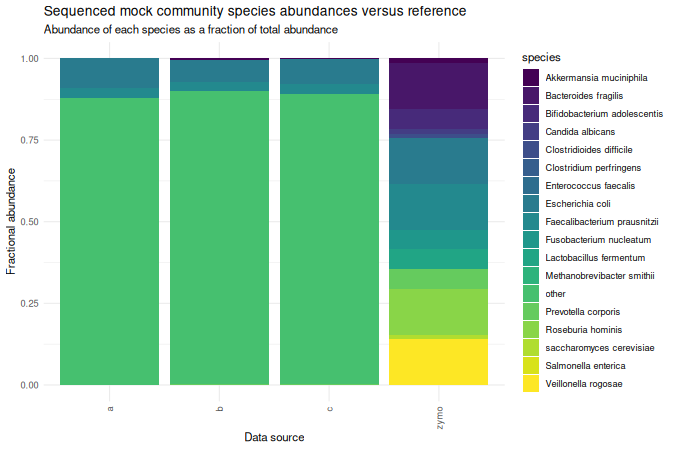 Sequenced mock community species abundances versus reference
Abundance of each species as a fraction of total abundance
Fractional abundance
1.00
0.75
0.50
0.25
0.00
a
b
c
zymo
Data source
species
Akkermansia muciniphila
Bacteroides fragilis
Bifidobacterium adolescentis
Candida albicans
Clostridioides difficile
Clostridium perfringens
Enterococcus faecalis
Escherichia coli
Faecalibacterium prausnitzii
Fusobacterium nucleatum
Lactobacillus fermentum
Methanobrevibacter smithii
other
Prevotella corporis
Roseburia hominis
saccharomyces cerevisiae
Salmonella enterica
Veillonella rogosae